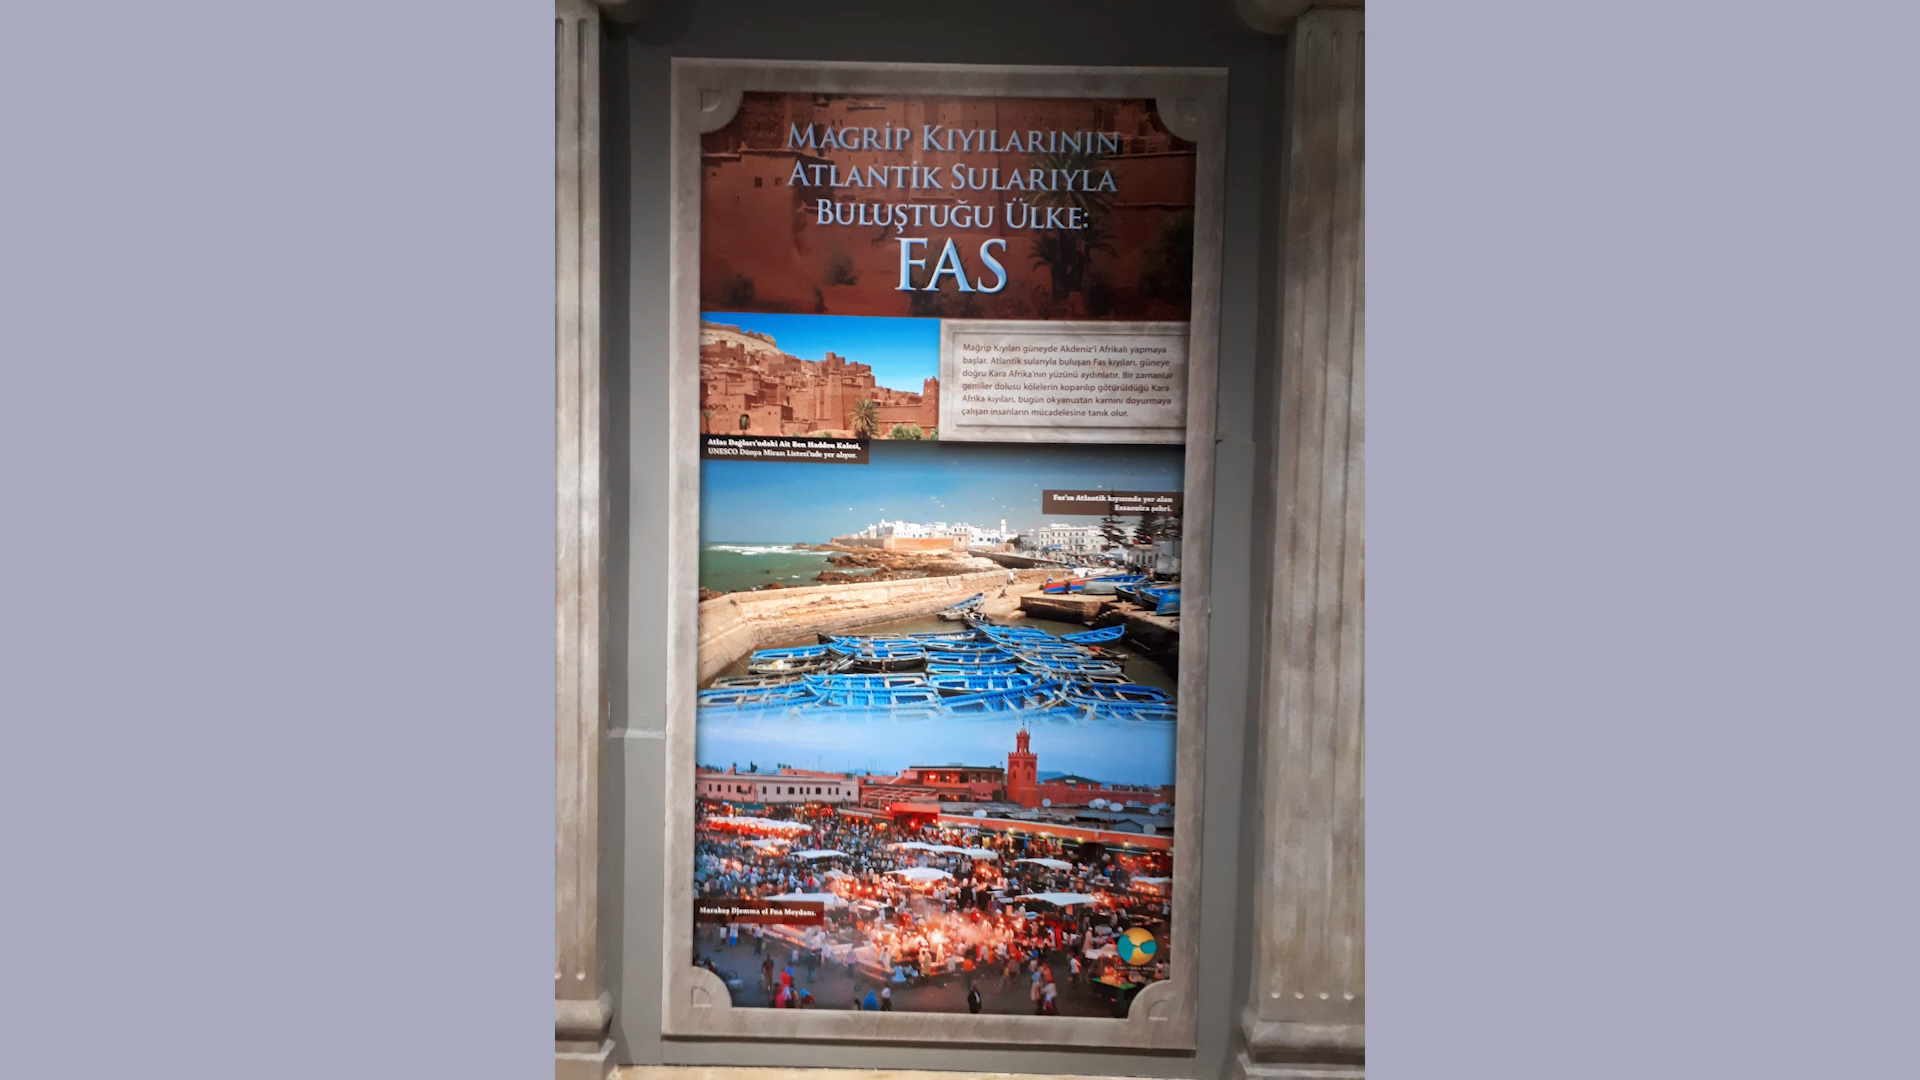 MAGRİP KIYILARININ
ATLANTİK SULARIYLA
BULUŞTUĞU ÜLKE:
FAS
Mağrip Kıyıları güneyde Akdeniz'i Afrikalı yapmaya
başlar. Atlantik sularıyla buluşan Fas kıyıları, güneye
doğru Kara Afrika'nın yüzünü aydınlatır. Bir zamanlar
gemiler dolusu kölelerin koparılıp götürüldüğü Kara
Afrika kıyıları, bugün okyanustan karnını doyurmaya
çalışan insanların mücadelesine tanık olur.
Atlas Dağları'ndaki Ait Ben Haddou Kalesi,
UNESCO Dünya Mirası Listesi'nde yer alıyor.
Fas'ın Atlantik kıyısında yer alan
Essaouira şehri.
Marakeş Djemma el Fna Meydanı.